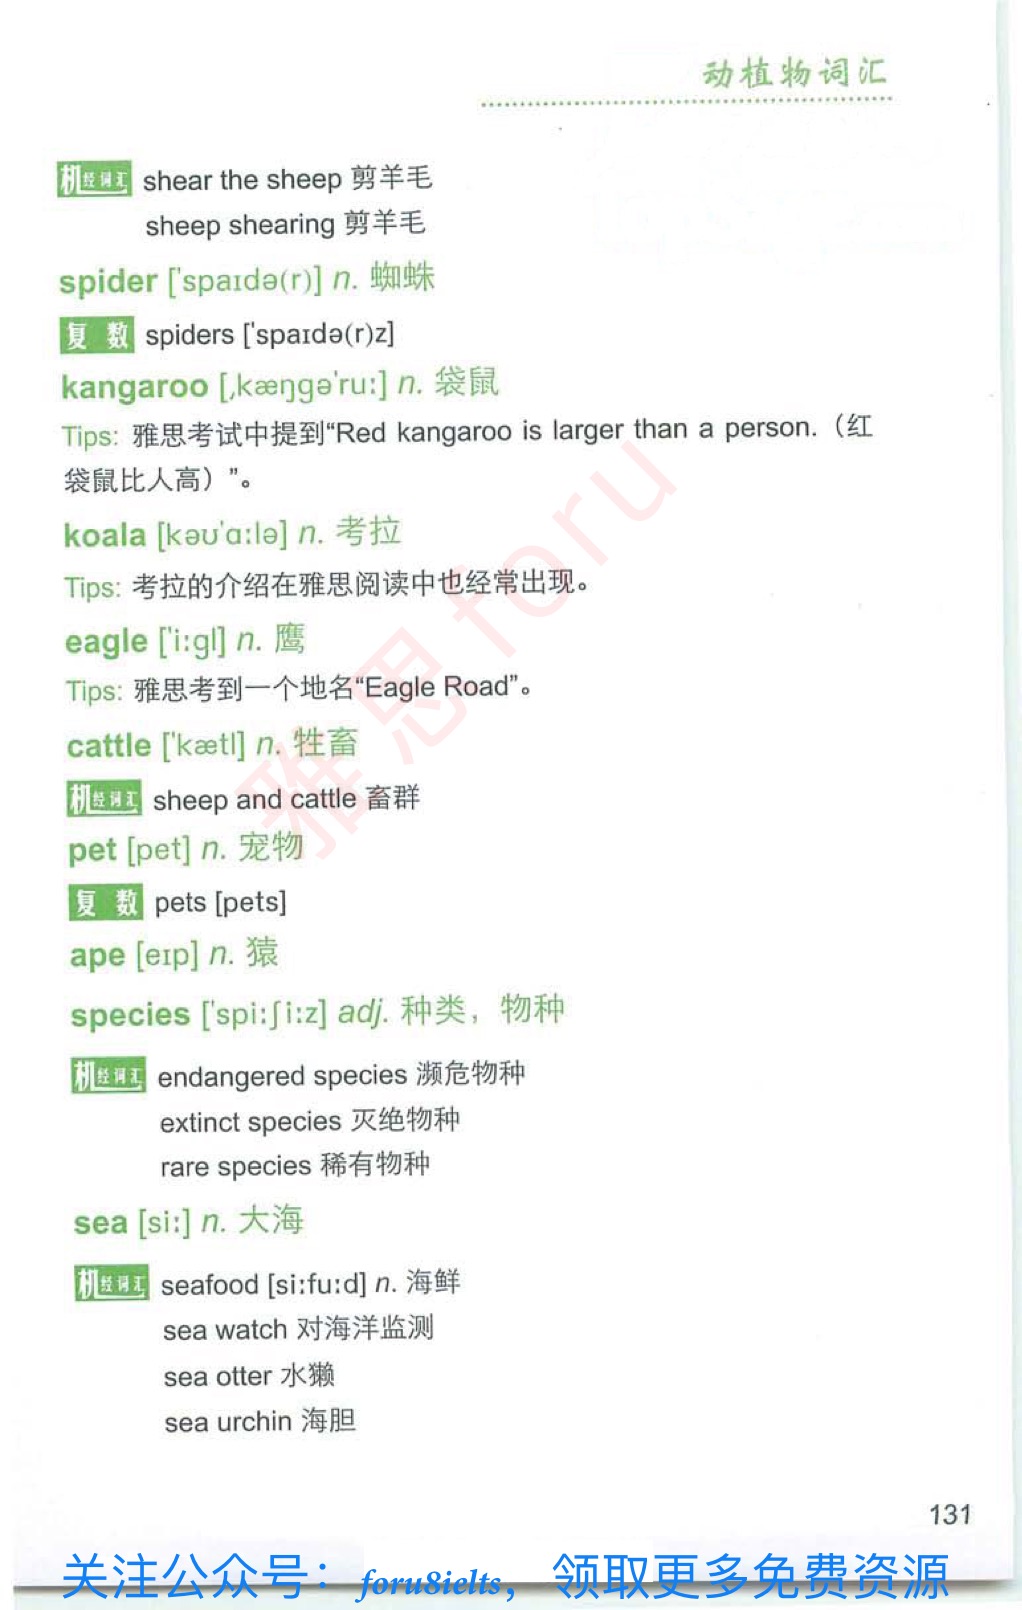 动植物词汇
机经词汇 shear the sheep 剪羊毛
sheep shearing 剪羊毛
spider ['spaɪdə(r)] n. 蜘蛛
复 数 spiders ['spaɪdə(r)z]
kangaroo [ˌkæŋgə'ruː] n. 袋鼠
Tips: 雅思考试中提到“Red kangaroo is larger than a person.（红
袋鼠比人高）”。
koala [kəʊ'ɑːlə] n. 考拉
Tips: 考拉的介绍在雅思阅读中也经常出现。
eagle ['iːgl] n. 鹰
Tips: 雅思考到一个地名“Eagle Road”。
cattle ['kætl] n. 牲畜
机经词汇 sheep and cattle 畜群
pet [pet] n. 宠物
复 数 pets [pets]
ape [eɪp] n. 猿
species ['spiːʃiːz] adj. 种类，物种
机经词汇 endangered species 濒危物种
extinct species 灭绝物种
rare species 稀有物种
sea [siː] n. 大海
机经词汇 seafood [siːfuːd] n. 海鲜
sea watch 对海洋监测
sea otter 水獭
sea urchin 海胆
131
雅思foru
关注公众号：foru8ielts，领取更多免费资源